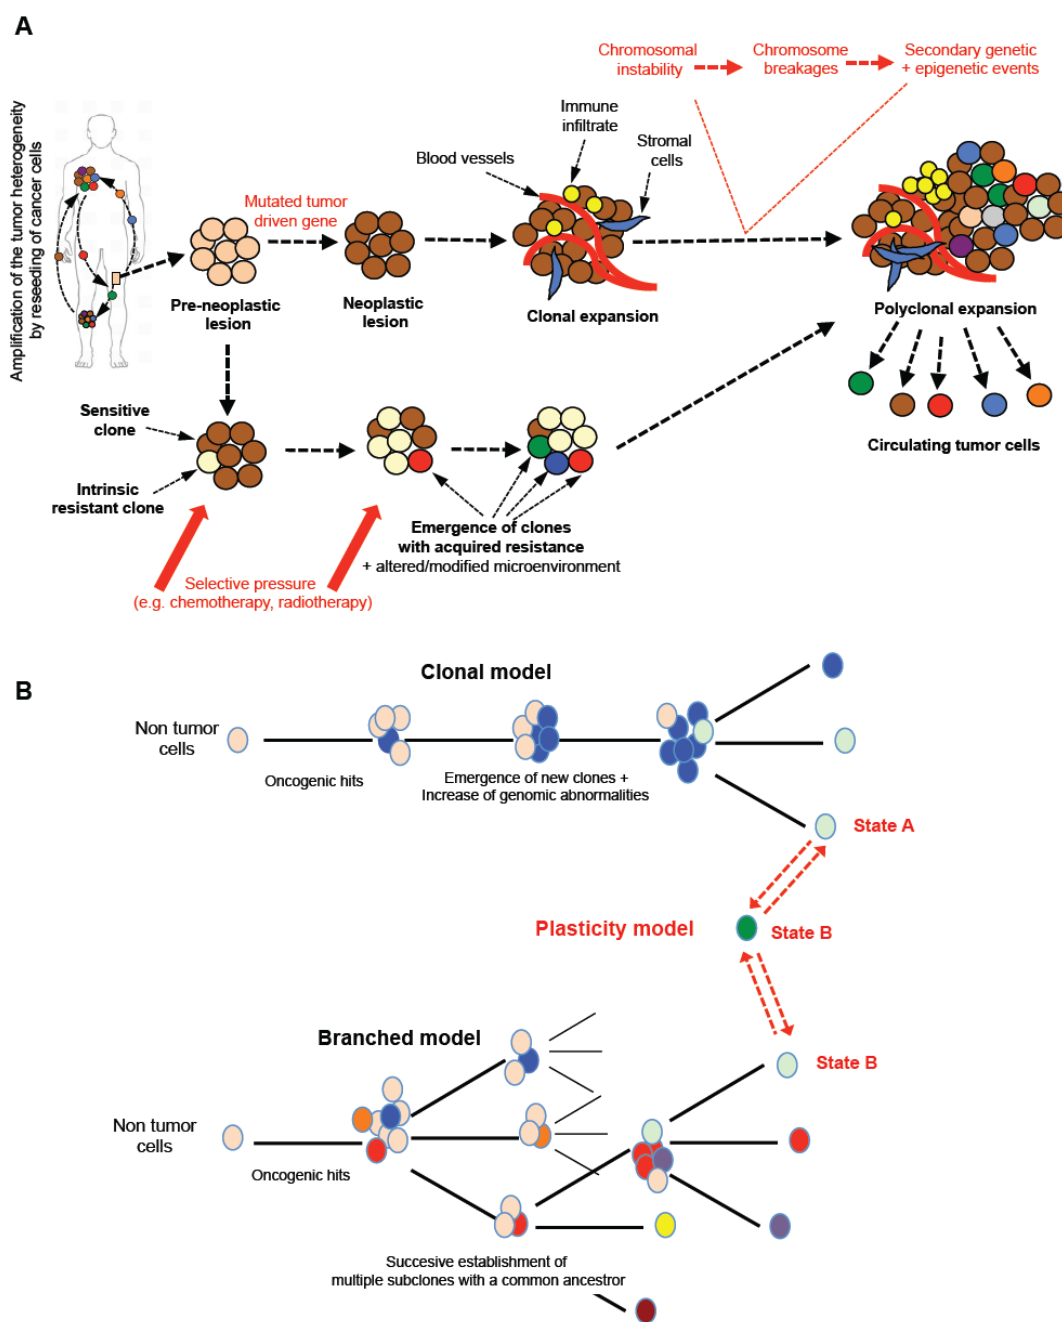 A
Chromosomal
instability
Chromosome
breakages
Secondary genetic
+ epigenetic events
Amplification of the tumor heterogeneity
by reseeding of cancer cells
Immune
infiltrate
Blood vessels
Stromal
cells
Mutated tumor
driven gene
Pre-neoplastic
lesion
Neoplastic
lesion
Clonal expansion
Polyclonal expansion
Sensitive
clone
Intrinsic
resistant clone
Circulating tumor cells
Emergence of clones
with acquired resistance
+ altered/modified microenvironment
Selective pressure
(e.g. chemotherapy, radiotherapy)
B
Clonal model
Non tumor
cells
Oncogenic hits
Emergence of new clones +
Increase of genomic abnormalities
State A
Plasticity model
State B
Branched model
State B
Non tumor
cells
Oncogenic hits
Succesive establishment of
multiple subclones with a common ancestror